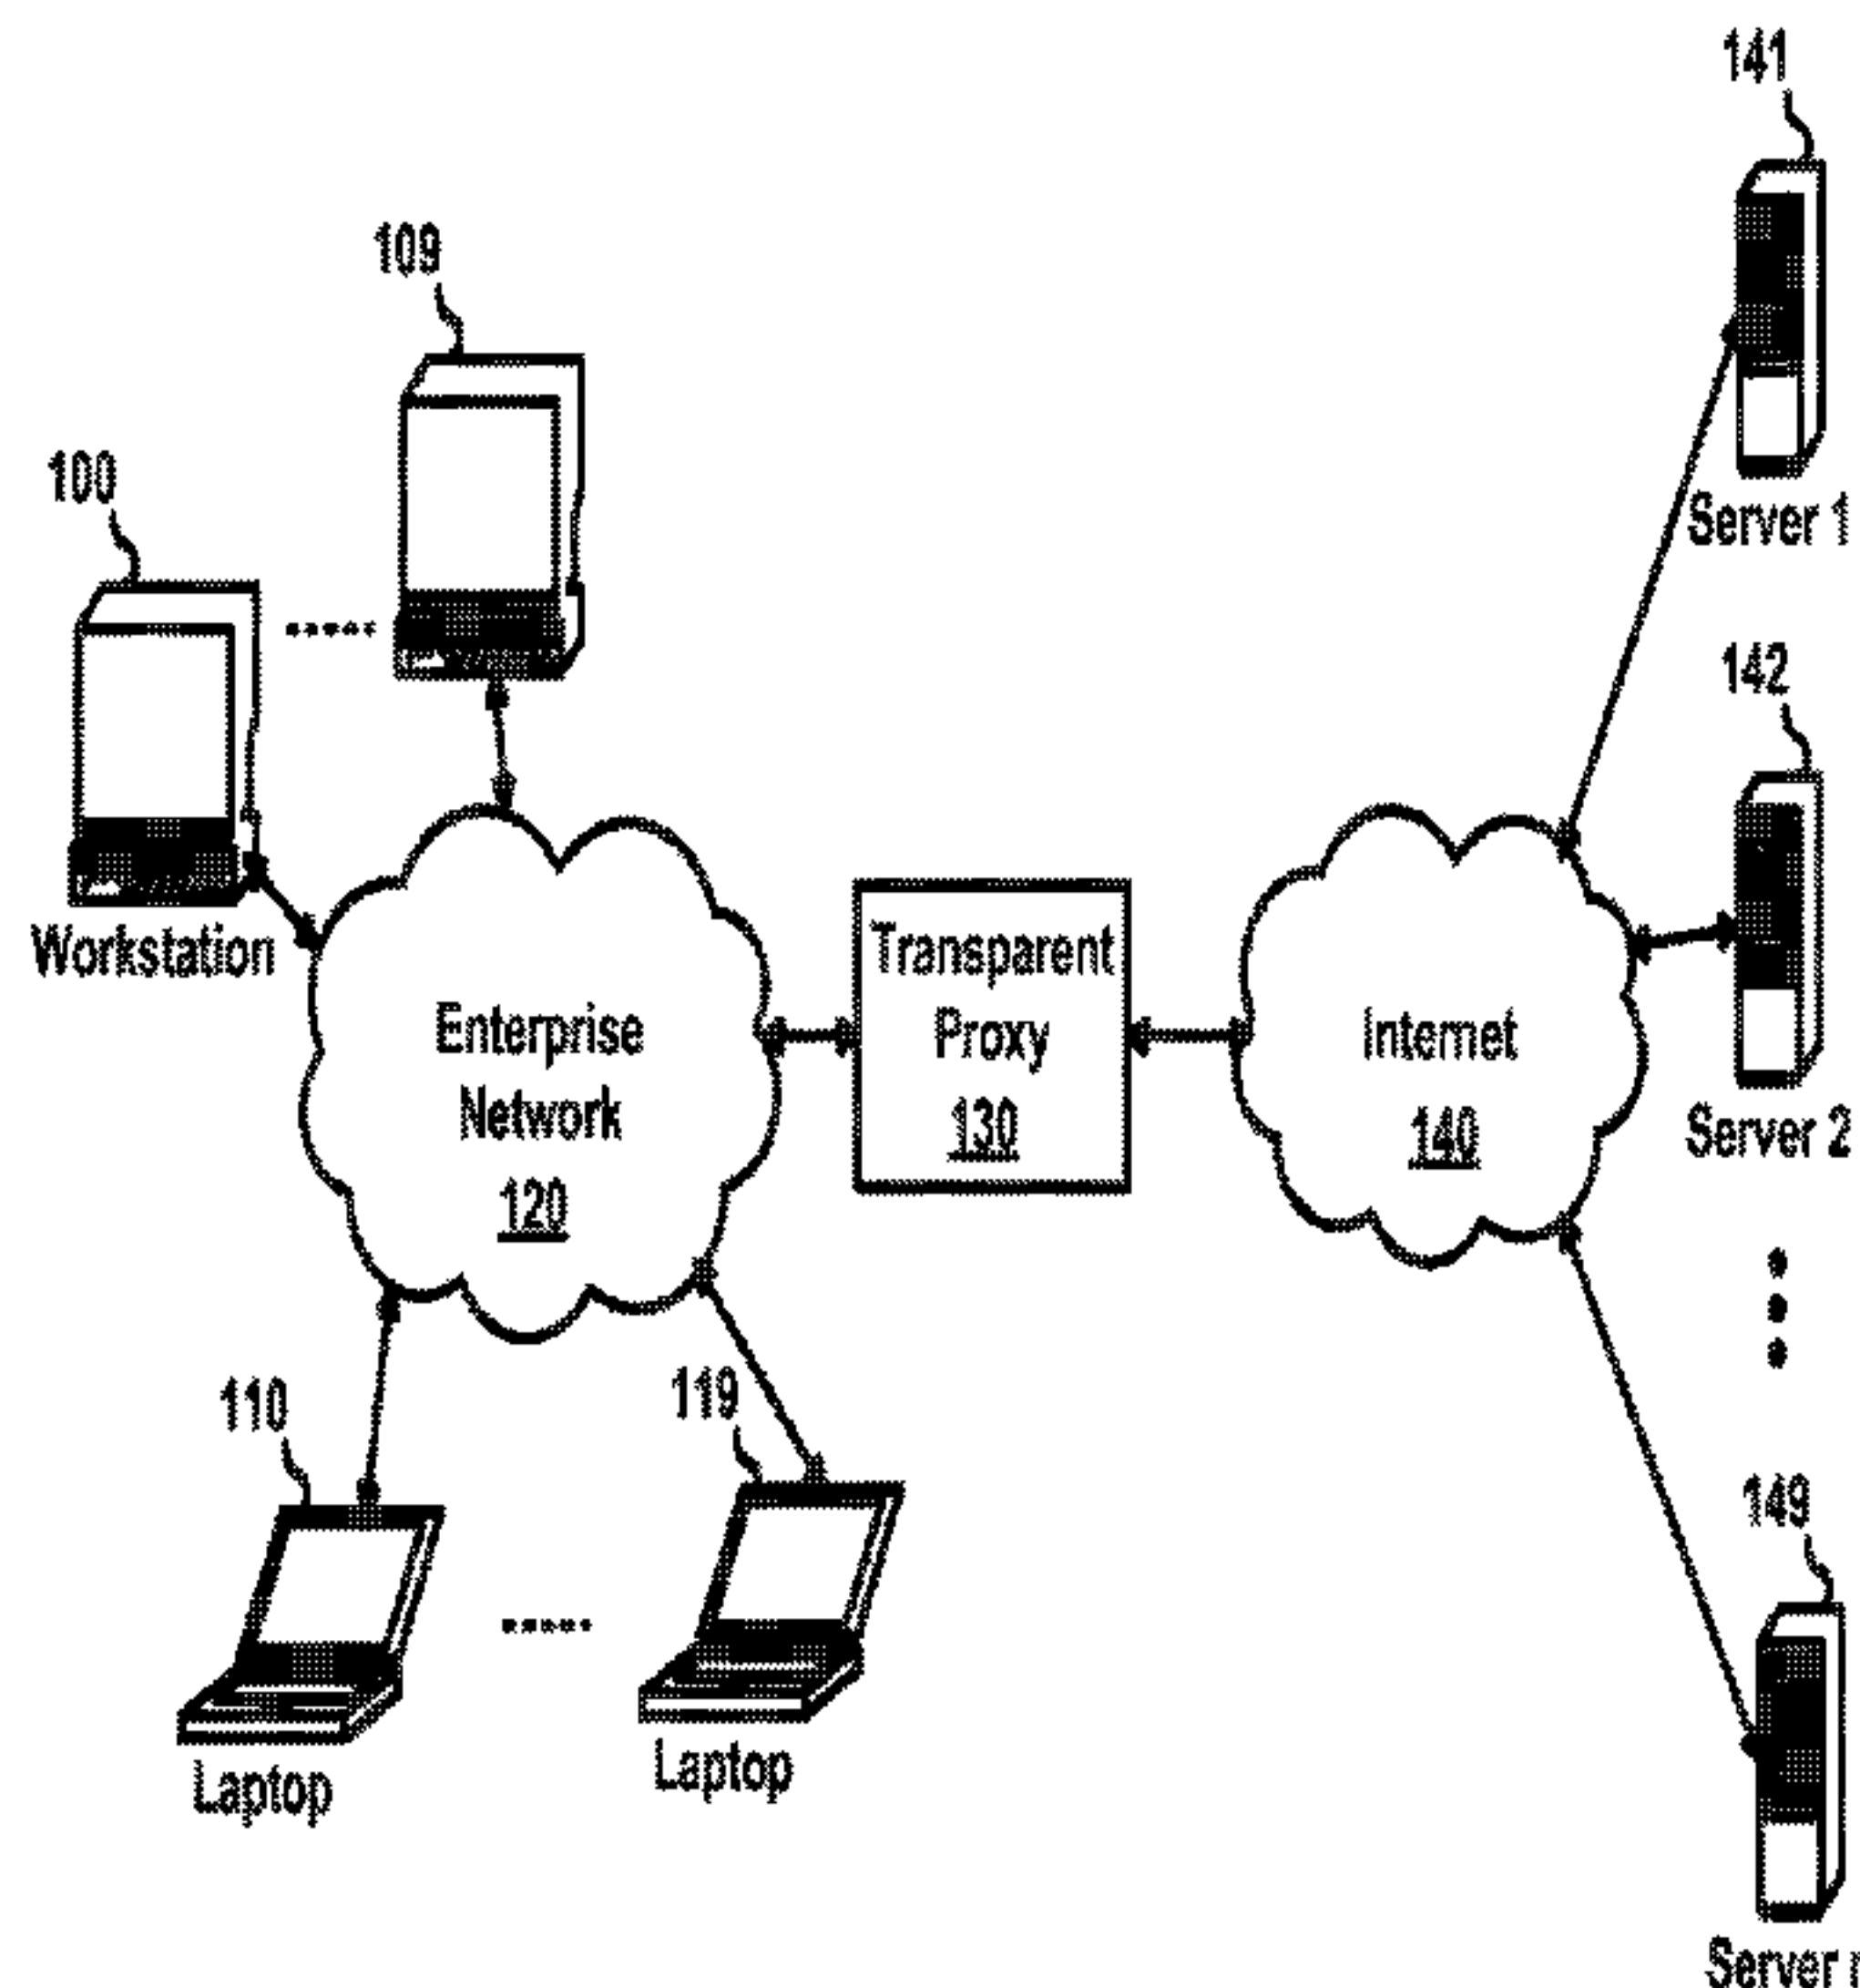 141
109
100
Server 1
142
Workstation
Transparent
Proxy
130
Enterprise
Network
120
Internet
140
Server 2
110
119
149
Laptop
Laptop
Server